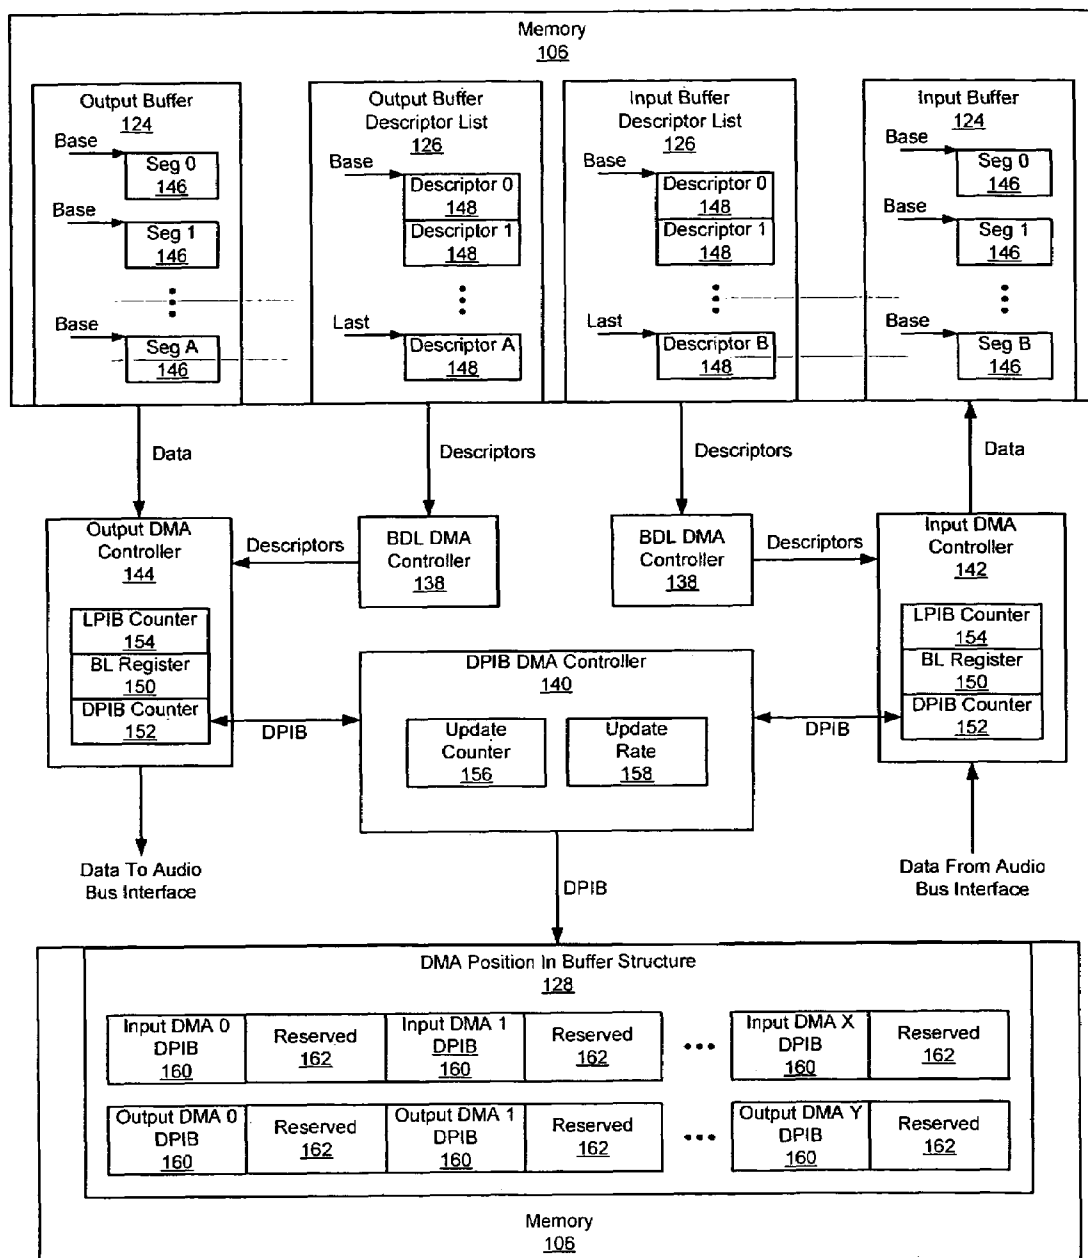 Memory
106
Output Buffer
124
Base
Seg 0
146
Base
Seg 1
146
Base
Seg A
146
Output Buffer
Descriptor List
126
Base
Descriptor 0
148
Descriptor 1
148
Last
Descriptor A
148
Input Buffer
Descriptor List
126
Base
Descriptor 0
148
Descriptor 1
148
Last
Descriptor B
148
Input Buffer
124
Base
Seg 0
146
Base
Seg 1
146
Base
Seg B
146
Data
Descriptors
Descriptors
Data
Output DMA
Controller
144
LPIB Counter
154
BL Register
150
DPIB Counter
152
Descriptors
BDL DMA
Controller
138
BDL DMA
Controller
138
Descriptors
Input DMA
Controller
142
LPIB Counter
154
BL Register
150
DPIB Counter
152
DPIB
DPIB DMA Controller
140
Update
Counter
156
Update
Rate
158
DPIB
Data To Audio
Bus Interface
DPIB
Data From Audio
Bus Interface
DMA Position In Buffer Structure
128
Input DMA 0
DPIB
160
Reserved
162
Input DMA 1
DPIB
160
Reserved
162
Input DMA X
DPIB
160
Reserved
162
Output DMA 0
DPIB
160
Reserved
162
Output DMA 1
DPIB
160
Reserved
162
Output DMA Y
DPIB
160
Reserved
162
Memory
106